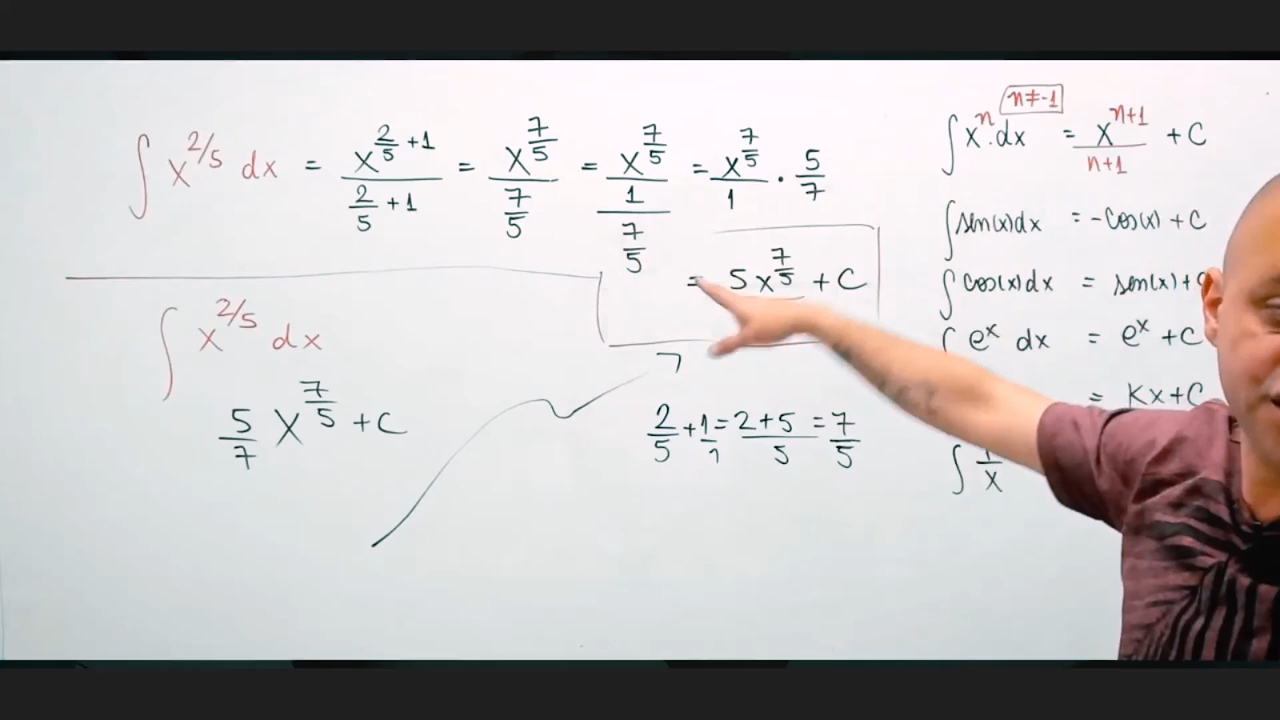 ∫ x^{2/5} dx = x^{2/5 + 1} / (2/5 + 1) = x^{7/5} / (7/5) = (x^{7/5} / 1) / (7/5) = x^{7/5} / 1 · 5/7
= 5x^{7/5} / 7 + C
∫ x^{2/5} dx
5/7 x^{7/5} + C
2/5 + 1/1 = (2+5)/5 = 7/5
n≠-1
∫ x^n · dx = x^{n+1} / (n+1) + C
∫ sen(x)dx = -cos(x) + C
∫ cos(x)dx = sen(x) +
∫ e^x dx = e^x + C
= Kx + C
∫ 1/x